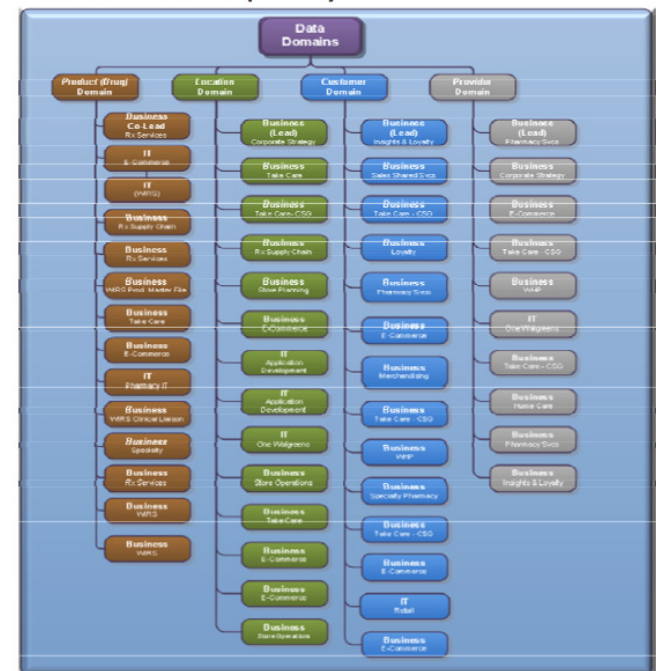 Data
Domains
Product (Drug)
Domain
Business
Co-Lead
Rx Services
IT
E-Commerce
IT
(WIRS)
Business
Rx Supply Chain
Business
Rx Services
Business
WIRS Prod. Master File
Business
Take Care
Business
E-Commerce
IT
Pharmacy IT
Business
WIRS Clinical Liaison
Business
Specialty
Business
Rx Services
Business
WIRS
Business
WIRS
Location
Domain
Business
(Lead)
Corporate Strategy
Business
Take Care
Business
Take Care- CSG
Business
Rx Supply Chain
Business
Store Planning
Business
E-Commerce
IT
Application
Development
IT
Application
Development
IT
One Walgreens
Business
Store Operations
Business
Take Care
Business
E-Commerce
Business
E-Commerce
Business
Store Operations
Customer
Domain
Business
(Lead)
Insights & Loyalty
Business
Sales Shared Svcs
Business
Take Care - CSG
Business
Loyalty
Business
Pharmacy Svcs
Business
E-Commerce
Business
Merchandising
Business
Take Care - CSG
Business
WHP
Business
Specialty Pharmacy
Business
Take Care - CSG
Business
E-Commerce
IT
Retail
Business
E-Commerce
Provider
Domain
Business
(Lead)
Pharmacy Svcs
Business
Corporate Strategy
Business
E-Commerce
Business
Take Care - CSG
Business
WHP
IT
One Walgreens
Business
Take Care - CSG
Business
Home Care
Business
Pharmacy Svcs
Business
Insights & Loyalty